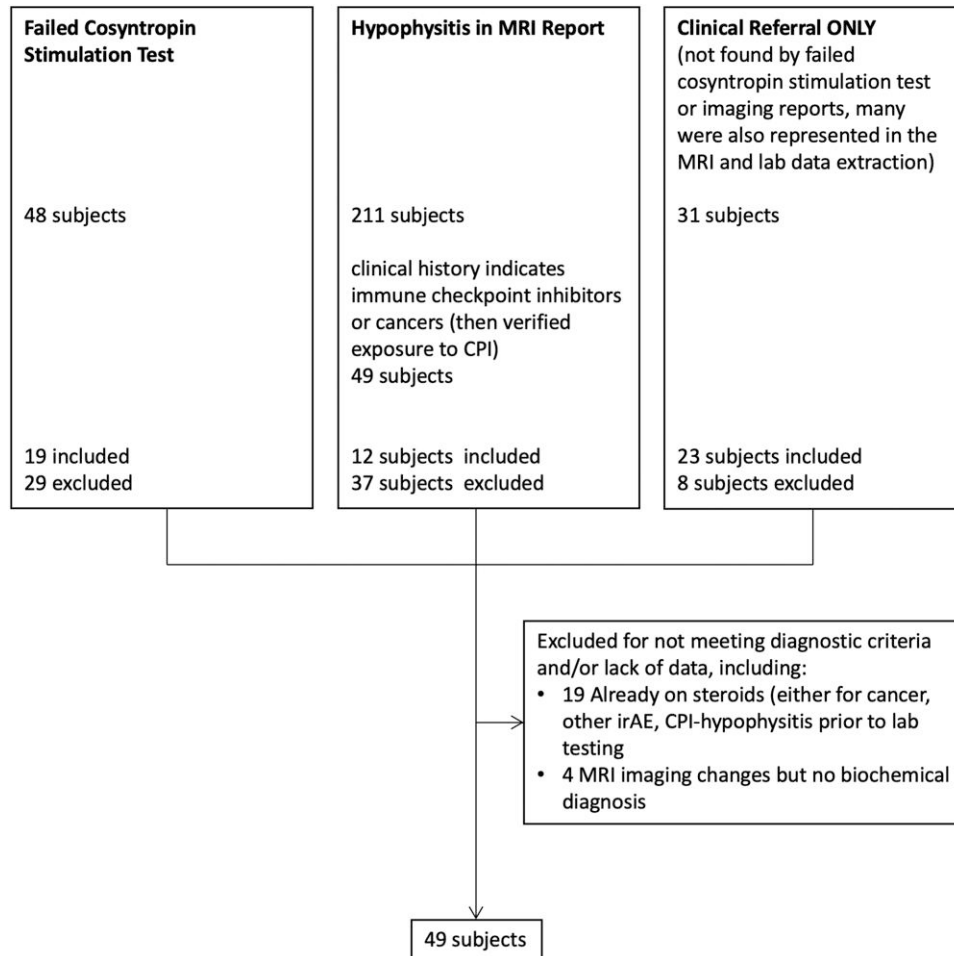 Failed Cosyntropin
Stimulation Test
48 subjects
19 included
29 excluded
Hypophysitis in MRI Report
211 subjects
clinical history indicates
immune checkpoint inhibitors
or cancers (then verified
exposure to CPI)
49 subjects
12 subjects included
37 subjects excluded
Clinical Referral ONLY
(not found by failed
cosyntropin stimulation test
or imaging reports, many
were also represented in the
MRI and lab data extraction)
31 subjects
23 subjects included
8 subjects excluded
Excluded for not meeting diagnostic criteria
and/or lack of data, including:
• 19 Already on steroids (either for cancer,
other irAE, CPI-hypophysitis prior to lab
testing
• 4 MRI imaging changes but no biochemical
diagnosis
49 subjects